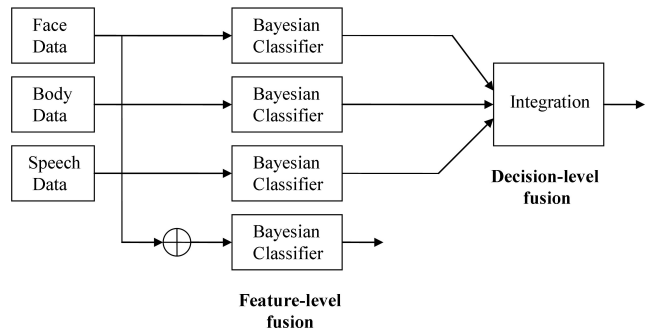 Face
Data
Bayesian
Classifier
Body
Data
Bayesian
Classifier
Integration
Speech
Data
Bayesian
Classifier
Decision-level
fusion
Bayesian
Classifier
Feature-level
fusion